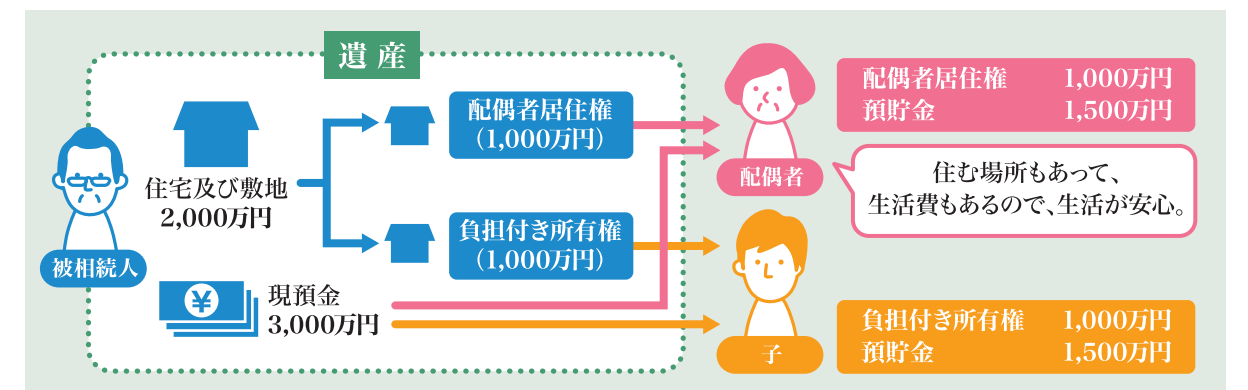 遺産
被相続人
住宅及び敷地
2,000万円
¥
現預金
3,000万円
配偶者居住権
(1,000万円)
負担付き所有権
(1,000万円)
配偶者
配偶者居住権 1,000万円
預貯金 1,500万円
住む場所もあって、
生活費もあるので、生活が安心。
子
負担付き所有権 1,000万円
預貯金 1,500万円